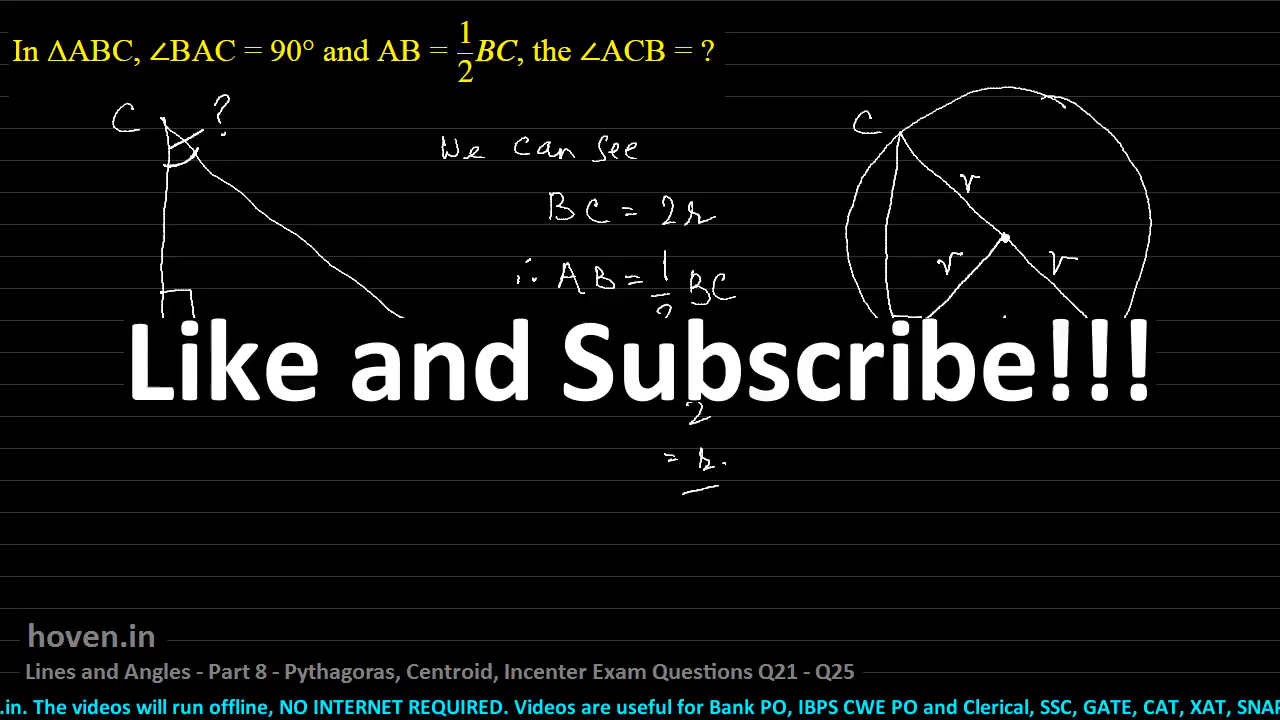 In ΔABC, ∠BAC = 90° and AB = 1/2 BC, the ∠ACB = ?
C ?
We can see
BC = 2r
∴ AB = 1/2 BC
2
= r.
C
r
r r
Like and Subscribe!!!
hoven.in
Lines and Angles - Part 8 - Pythagoras, Centroid, Incenter Exam Questions Q21 - Q25
.in. The videos will run offline, NO INTERNET REQUIRED. Videos are useful for Bank PO, IBPS CWE PO and Clerical, SSC, GATE, CAT, XAT, SNAP